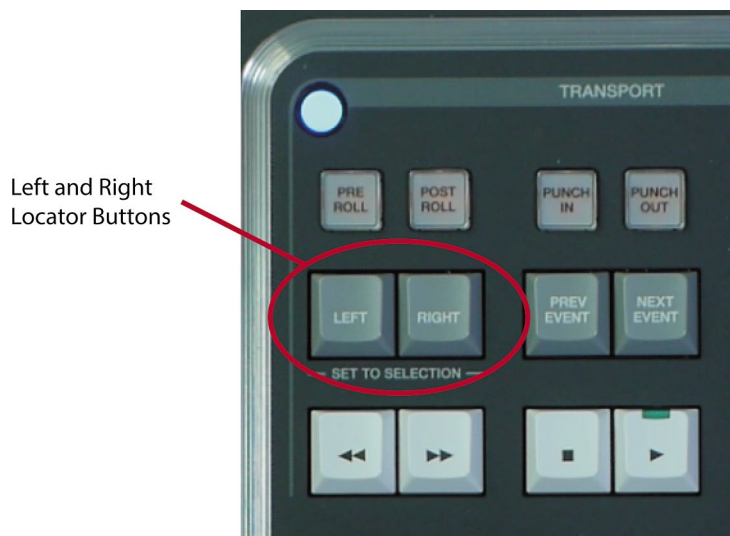 TRANSPORT
Left and Right
Locator Buttons
PRE
ROLL
POST
ROLL
PUNCH
IN
PUNCH
OUT
LEFT
RIGHT
PREV
EVENT
NEXT
EVENT
SET TO SELECTION